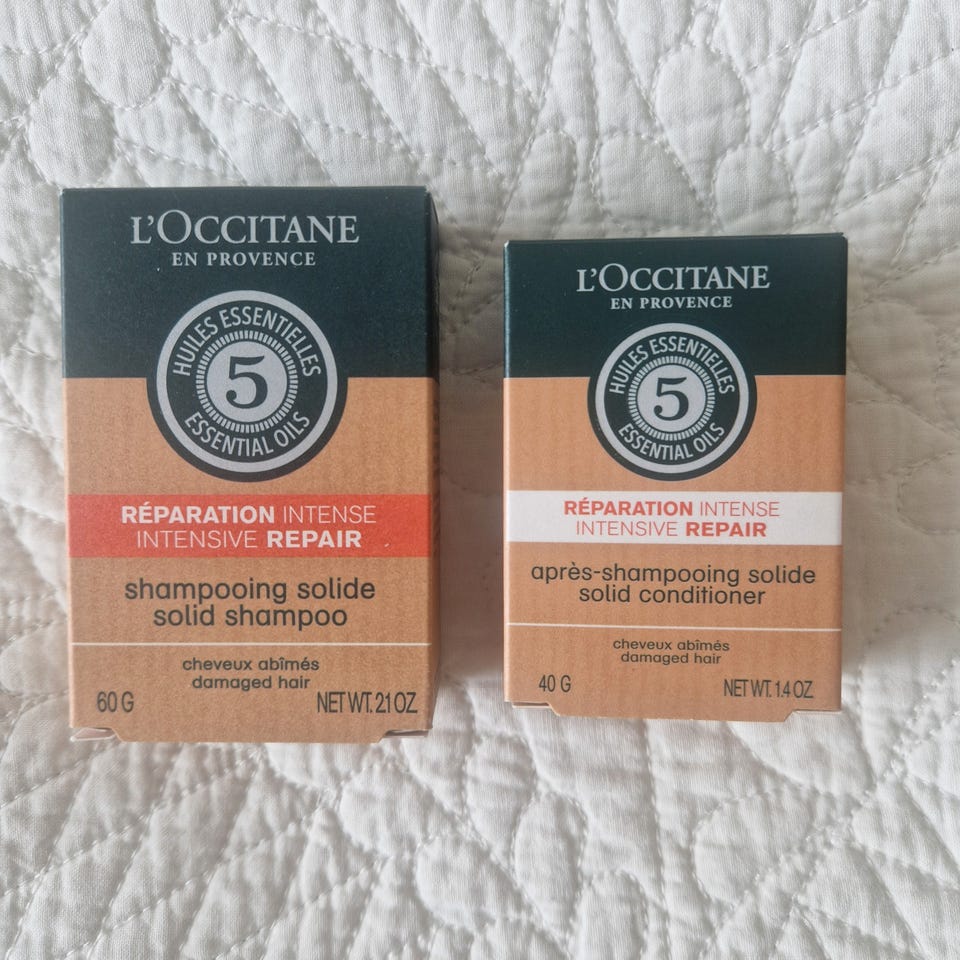 L'OCCITANE
EN PROVENCE
HUILES ESSENTIELLES
5
ESSENTIAL OILS
RÉPARATION INTENSE
INTENSIVE REPAIR
shampooing solide
solid shampoo
cheveux abîmés
damaged hair
60 G NET WT. 2.1 OZ.
L'OCCITANE
EN PROVENCE
HUILES ESSENTIELLES
5
ESSENTIAL OILS
RÉPARATION INTENSE
INTENSIVE REPAIR
après-shampooing solide
solid conditioner
cheveux abîmés
damaged hair
40 G NET WT. 1.4 OZ.